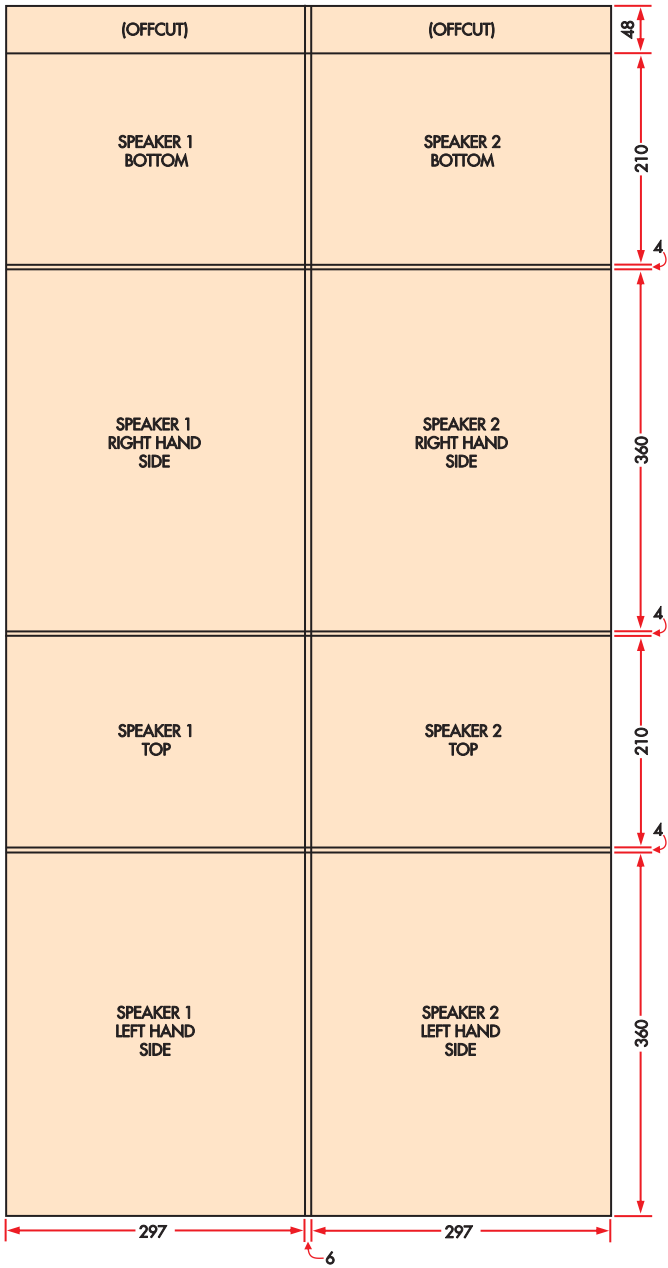 (OFFCUT)
(OFFCUT)
48
SPEAKER 1
BOTTOM
SPEAKER 2
BOTTOM
210
4
SPEAKER 1
RIGHT HAND
SIDE
SPEAKER 2
RIGHT HAND
SIDE
360
4
SPEAKER 1
TOP
SPEAKER 2
TOP
210
4
SPEAKER 1
LEFT HAND
SIDE
SPEAKER 2
LEFT HAND
SIDE
360
297
297
6